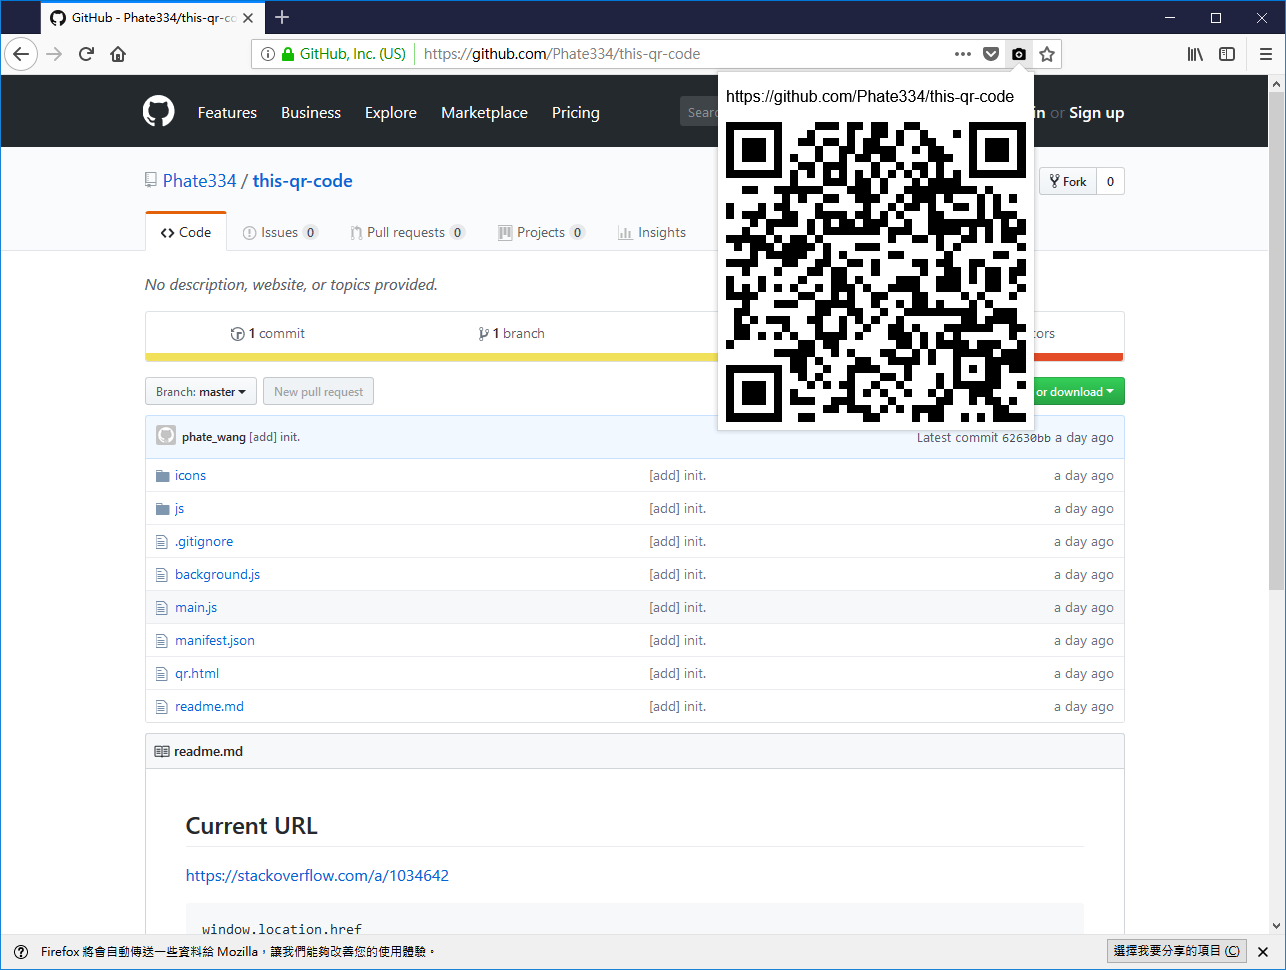 GitHub - Phate334/this-qr-co
GitHub, Inc. (US) https://github.com/Phate334/this-qr-code
https://github.com/Phate334/this-qr-code
Features Business Explore Marketplace Pricing Searc in or Sign up
Phate334 / this-qr-code
Fork 0
Code Issues 0 Pull requests 0 Projects 0 Insights
No description, website, or topics provided.
1 commit 1 branch tors
Branch: master New pull request or download
phate_wang [add] init. Latest commit 62630bb a day ago
icons [add] init. a day ago
js [add] init. a day ago
.gitignore [add] init. a day ago
background.js [add] init. a day ago
main.js [add] init. a day ago
manifest.json [add] init. a day ago
qr.html [add] init. a day ago
readme.md [add] init. a day ago
readme.md
Current URL
https://stackoverflow.com/a/1034642
window.location.href
Firefox 將會自動傳送一些資料給 Mozilla，讓我們能夠改善您的使用體驗。 選擇我要分享的項目 (C)